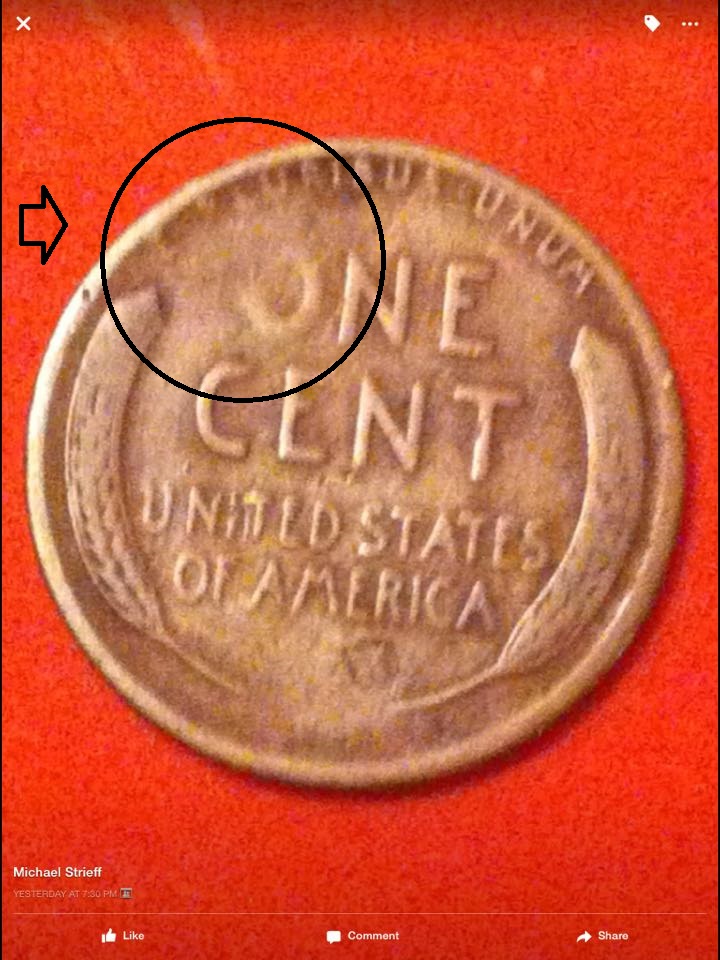 UNUM
ONE
CENT
UNITED STATES
OF AMERICA
Michael Strieff
YESTERDAY AT 7:30 PM
Like Comment Share